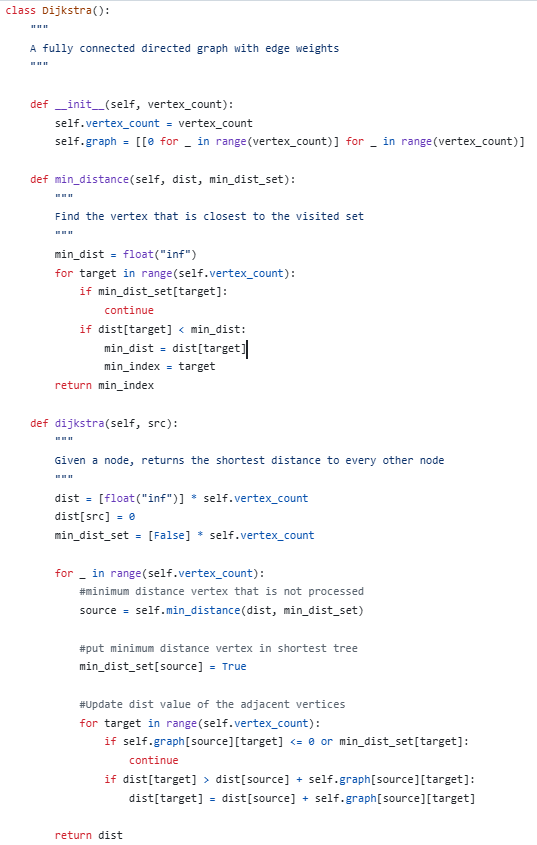 class Dijkstra():
    """
    A fully connected directed graph with edge weights
    """

    def __init__(self, vertex_count):
        self.vertex_count = vertex_count
        self.graph = [[0 for _ in range(vertex_count)] for _ in range(vertex_count)]

    def min_distance(self, dist, min_dist_set):
        """
        Find the vertex that is closest to the visited set
        """
        min_dist = float("inf")
        for target in range(self.vertex_count):
            if min_dist_set[target]:
                continue
            if dist[target] < min_dist:
                min_dist = dist[target]
                min_index = target
        return min_index

    def dijkstra(self, src):
        """
        Given a node, returns the shortest distance to every other node
        """
        dist = [float("inf")] * self.vertex_count
        dist[src] = 0
        min_dist_set = [False] * self.vertex_count

        for _ in range(self.vertex_count):
            #minimum distance vertex that is not processed
            source = self.min_distance(dist, min_dist_set)

            #put minimum distance vertex in shortest tree
            min_dist_set[source] = True

            #Update dist value of the adjacent vertices
            for target in range(self.vertex_count):
                if self.graph[source][target] <= 0 or min_dist_set[target]:
                    continue
                if dist[target] > dist[source] + self.graph[source][target]:
                    dist[target] = dist[source] + self.graph[source][target]

        return dist